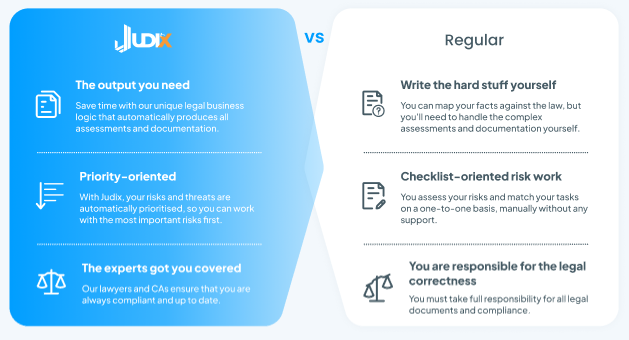 JUDIX
VS
Regular
The output you need
Save time with our unique legal business
logic that automatically produces all
assessments and documentation.
Priority-oriented
With Judix, your risks and threats are
automatically prioritised, so you can work
with the most important risks first.
The experts got you covered
Our lawyers and CAs ensure that you are
always compliant and up to date.
Write the hard stuff yourself
You can map your facts against the law, but
you'll need to handle the complex
assessments and documentation yourself.
Checklist-oriented risk work
You assess your risks and match your tasks
on a one-to-one basis, manually without any
support.
You are responsible for the legal
correctness
You must take full responsibility for all legal
documents and compliance.